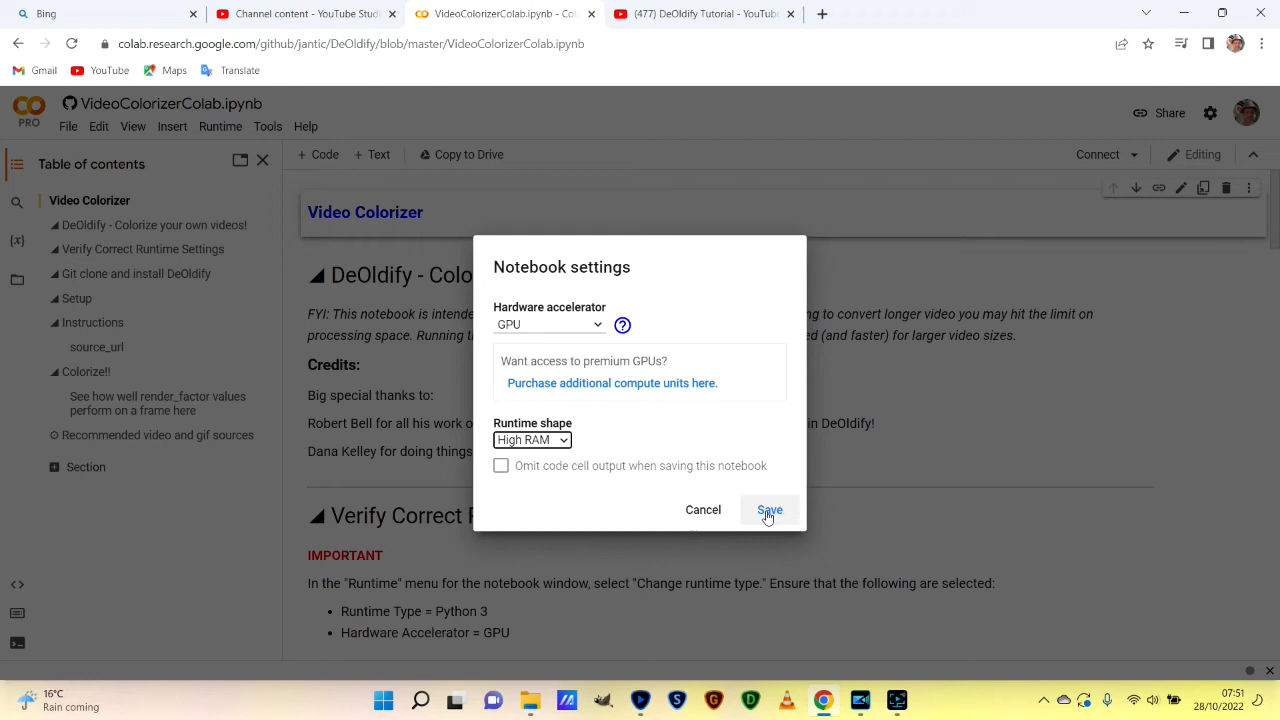 Bing
Channel content - YouTube Studi
VideoColorizerColab.ipynb - Cola
(477) DeOldify Tutorial - YouTube
colab.research.google.com/github/jantic/DeOldify/blob/master/VideoColorizerColab.ipynb
Gmail
YouTube
Maps
Translate
PRO
VideoColorizerColab.ipynb
File Edit View Insert Runtime Tools Help
Share
Table of contents
+ Code + Text Copy to Drive
Connect
Editing
Video Colorizer
DeOldify - Colorize your own videos!
Verify Correct Runtime Settings
Git clone and install DeOldify
Setup
Instructions
source_url
Colorize!!
See how well render_factor values
perform on a frame here
Recommended video and gif sources
Section
Video Colorizer
DeOldify - Colo
FYI: This notebook is intende
ng to convert longer video you may hit the limit on
processing space. Running th
ed (and faster) for larger video sizes.
Credits:
Big special thanks to:
Robert Bell for all his work o
in DeOldify!
Dana Kelley for doing things
Verify Correct R
IMPORTANT
In the "Runtime" menu for the notebook window, select "Change runtime type." Ensure that the following are selected:
• Runtime Type = Python 3
• Hardware Accelerator = GPU
Notebook settings
Hardware accelerator
GPU
?
Want access to premium GPUs?
Purchase additional compute units here.
Runtime shape
High RAM
Omit code cell output when saving this notebook
Cancel
Save
16°C
Rain coming
07:51
28/10/2022